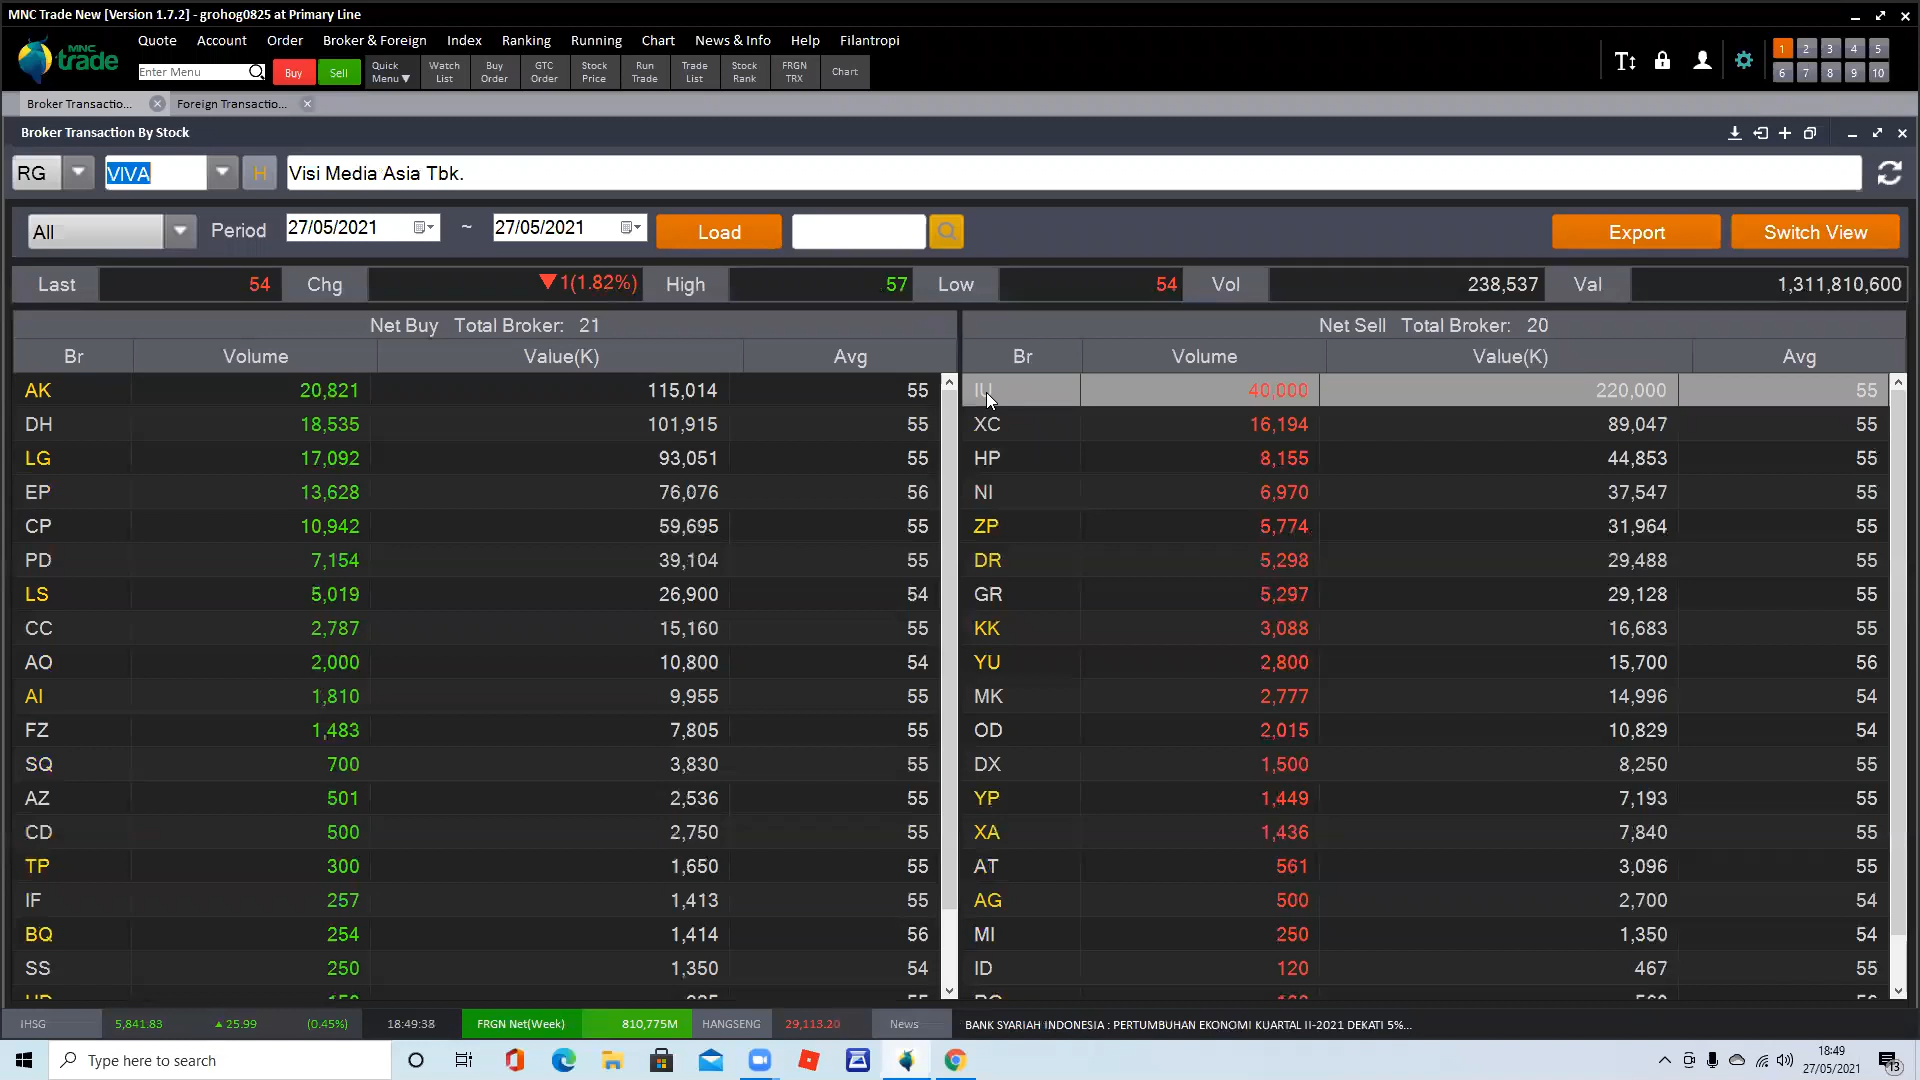 MNC Trade New [Version 1.7.2] - grohog0825 at Primary Line
MNC trade
Quote Account Order Broker & Foreign Index Ranking Running Chart News & Info Help Filantropi
Enter Menu Buy Sell Quick Menu ▼ Watch List Buy Order GTC Order Stock Price Run Trade Trade List Stock Rank FRGN TRX Chart
1 2 3 4 5
6 7 8 9 10
Broker Transactio... Foreign Transactio...
Broker Transaction By Stock
RG VIVA H Visi Media Asia Tbk.
All Period 27/05/2021 ~ 27/05/2021 Load Export Switch View
Last 54 Chg ▼1(1.82%) High 57 Low 54 Vol 238,537 Val 1,311,810,600
Net Buy Total Broker: 21 Net Sell Total Broker: 20
Br Volume Value(K) Avg Br Volume Value(K) Avg
AK 20,821 115,014 55 IU 40,000 220,000 55
DH 18,535 101,915 55 XC 16,194 89,047 55
LG 17,092 93,051 55 HP 8,155 44,853 55
EP 13,628 76,076 56 NI 6,970 37,547 55
CP 10,942 59,695 55 ZP 5,774 31,964 55
PD 7,154 39,104 55 DR 5,298 29,488 55
LS 5,019 26,900 54 GR 5,297 29,128 55
CC 2,787 15,160 55 KK 3,088 16,683 55
AO 2,000 10,800 54 YU 2,800 15,700 56
AI 1,810 9,955 55 MK 2,777 14,996 54
FZ 1,483 7,805 55 OD 2,015 10,829 54
SQ 700 3,830 55 DX 1,500 8,250 55
AZ 501 2,536 55 YP 1,449 7,193 55
CD 500 2,750 55 XA 1,436 7,840 55
TP 300 1,650 55 AT 561 3,096 55
IF 257 1,413 55 AG 500 2,700 54
BQ 254 1,414 56 MI 250 1,350 54
SS 250 1,350 54 ID 120 467 55
IHSG 5,841.83 ▲ 25.99 (0.45%) 18:49:38 FRGN Net(Week) 810,775M HANGSENG 29,113.20 News BANK SYARIAH INDONESIA : PERTUMBUHAN EKONOMI KUARTAL II-2021 DEKATI 5%...
Type here to search
18:49
27/05/2021
13